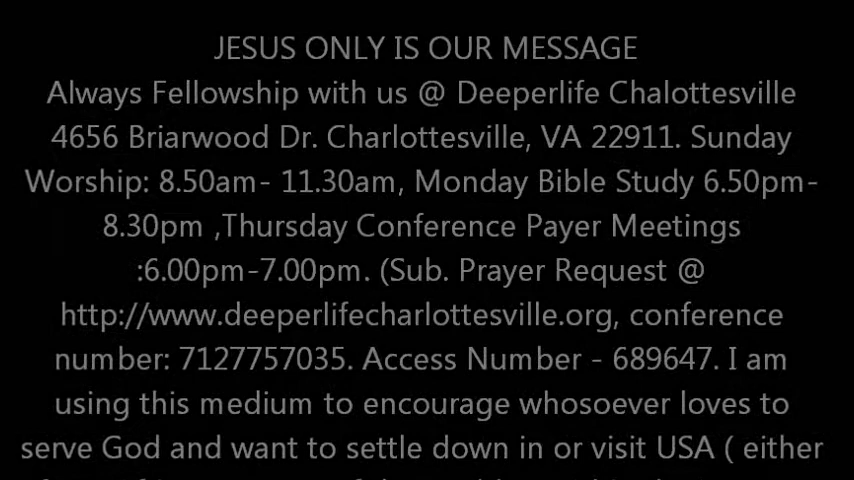 JESUS ONLY IS OUR MESSAGE
Always Fellowship with us @ Deeperlife Chalottesville
4656 Briarwood Dr. Charlottesville, VA 22911. Sunday
Worship: 8.50am- 11.30am, Monday Bible Study 6.50pm-
8.30pm ,Thursday Conference Payer Meetings
:6.00pm-7.00pm. (Sub. Prayer Request @
http://www.deeperlifecharlottesville.org, conference
number: 7127757035. Access Number - 689647. I am
using this medium to encourage whosoever loves to
serve God and want to settle down in or visit USA ( either